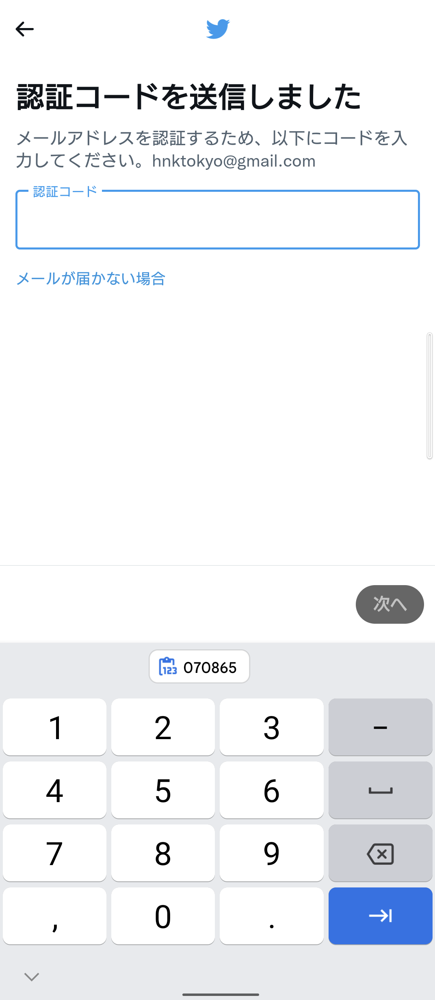 認証コードを送信しました
メールアドレスを認証するため、以下にコードを入
力してください。hnktokyo@gmail.com
認証コード
メールが届かない場合
次へ
123 070865
1 2 3 −
4 5 6
7 8 9
, 0 .